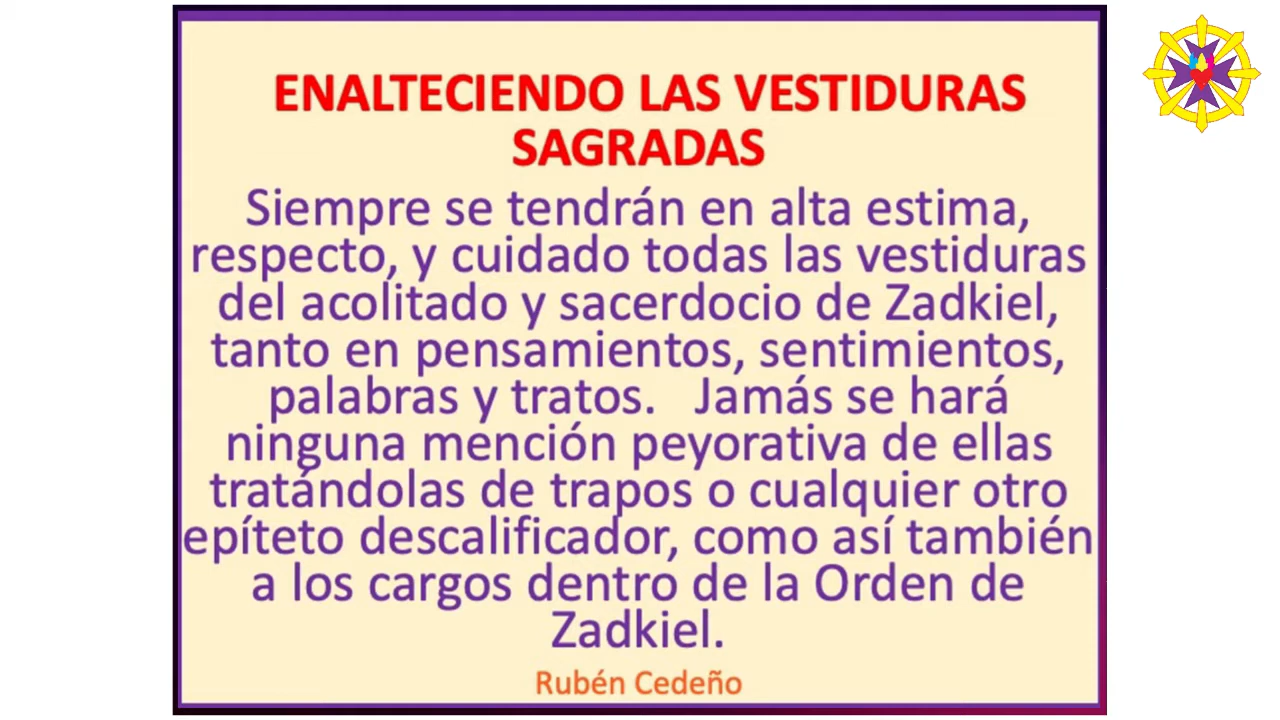 ENALTECIENDO LAS VESTIDURAS
SAGRADAS
Siempre se tendrán en alta estima,
respecto, y cuidado todas las vestiduras
del acolitado y sacerdocio de Zadkiel,
tanto en pensamientos, sentimientos,
palabras y tratos.   Jamás se hará
ninguna mención peyorativa de ellas
tratándolas de trapos o cualquier otro
epíteto descalificador, como así también
a los cargos dentro de la Orden de
Zadkiel.
Rubén Cedeño